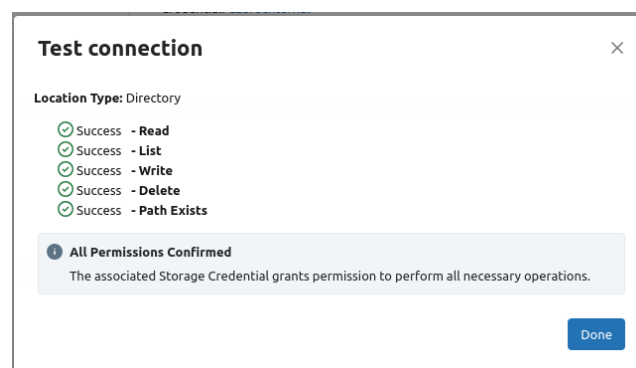 Test connection
Location Type: Directory
Success - Read
Success - List
Success - Write
Success - Delete
Success - Path Exists
All Permissions Confirmed
The associated Storage Credential grants permission to perform all necessary operations.
Done